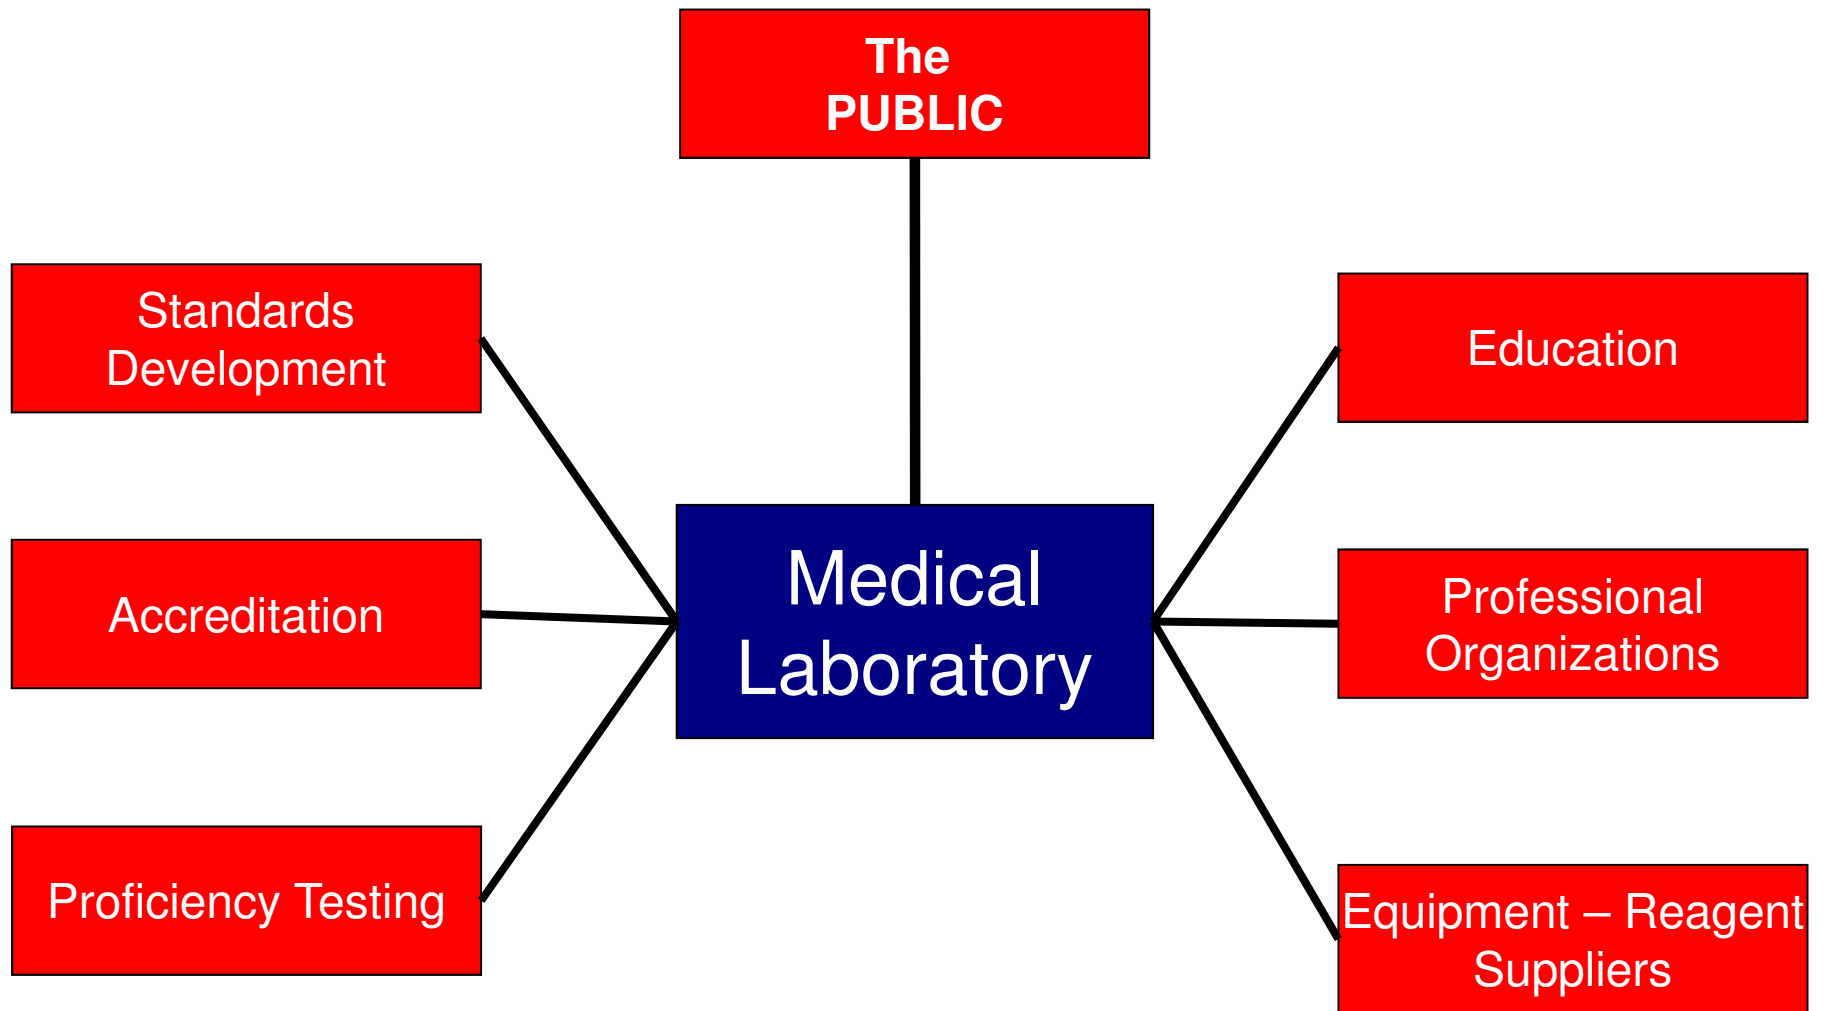 The
PUBLIC
Standards
Development
Education
Accreditation
Medical
Laboratory
Professional
Organizations
Proficiency Testing
Equipment – Reagent
Suppliers